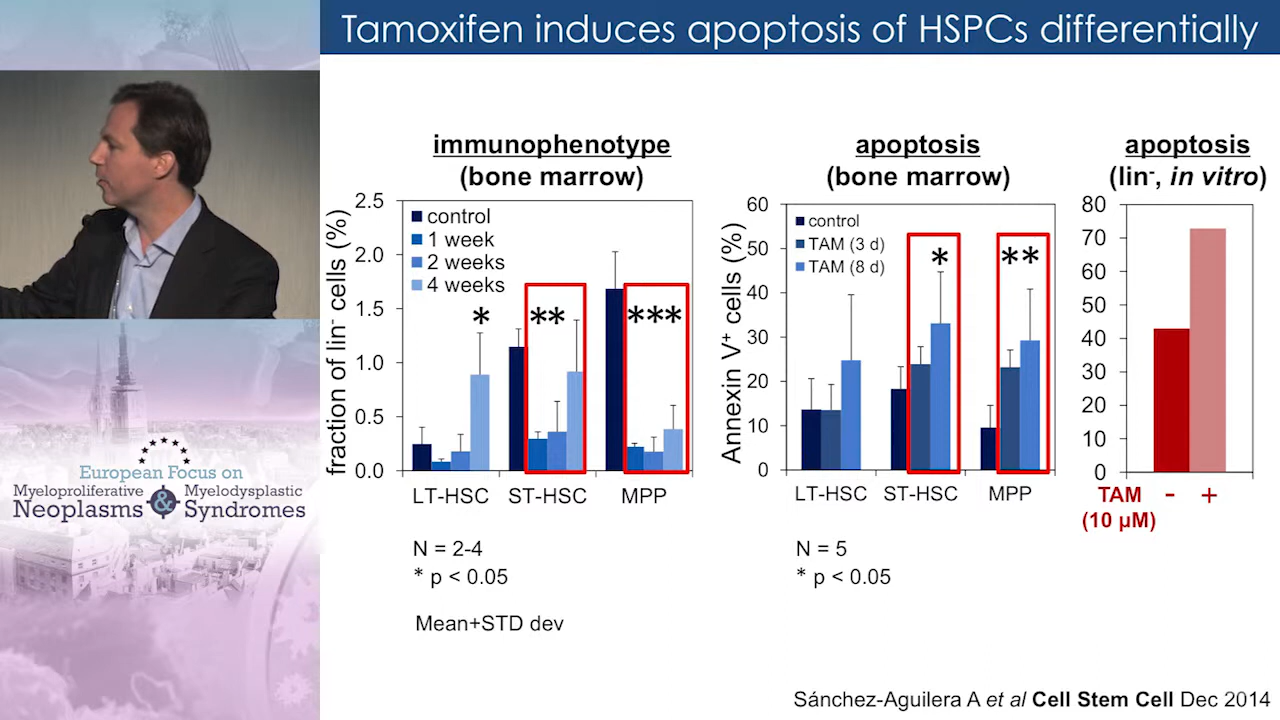 Tamoxifen induces apoptosis of HSPCs differentially
immunophenotype
(bone marrow)
fraction of lin- cells (%)
2.5
2.0
1.5
1.0
0.5
0.0
control
1 week
2 weeks
4 weeks
*
**
***
LT-HSC ST-HSC MPP
N = 2-4
* p < 0.05
Mean+STD dev
apoptosis
(bone marrow)
Annexin V+ cells (%)
60
50
40
30
20
10
0
control
TAM (3 d)
TAM (8 d)
*
**
LT-HSC ST-HSC MPP
N = 5
* p < 0.05
apoptosis
(lin-, in vitro)
80
70
60
50
40
30
20
10
0
TAM - +
(10 µM)
Sánchez-Aguilera A et al Cell Stem Cell Dec 2014
European Focus on
Myeloproliferative & Myelodysplastic
Neoplasms Syndromes